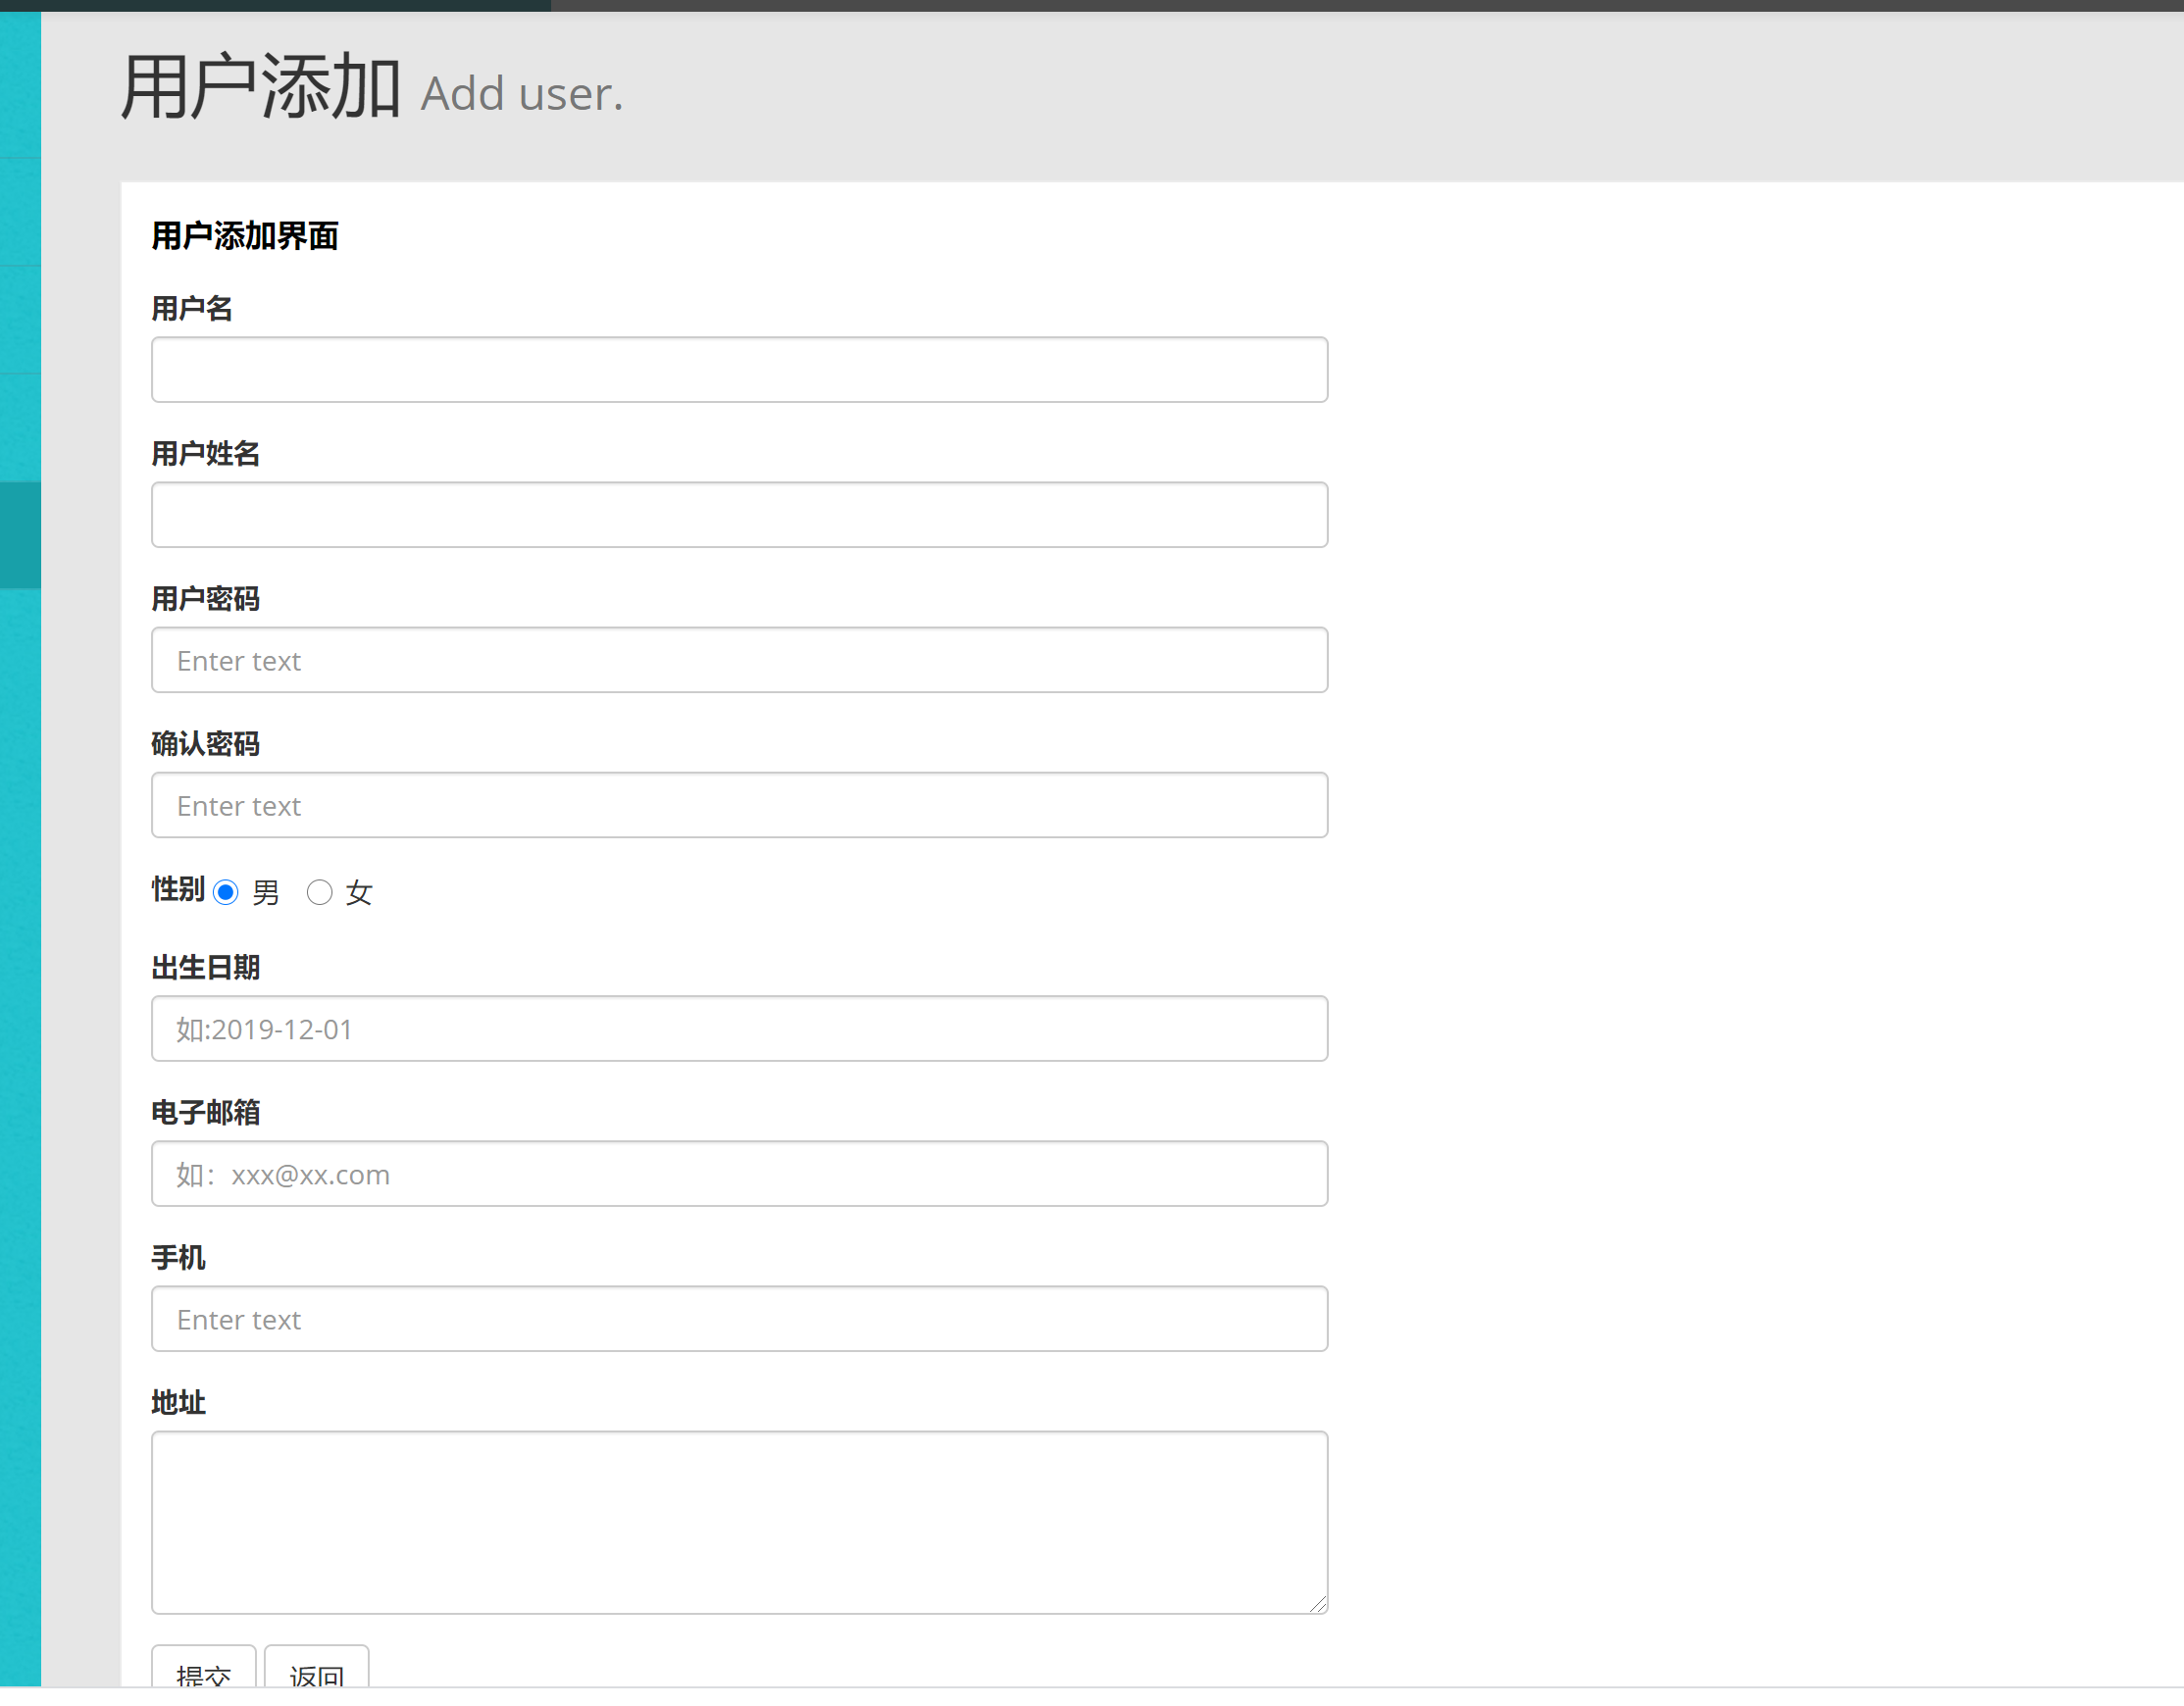 用户添加 Add user.
用户添加界面
用户名
用户姓名
用户密码
Enter text
确认密码
Enter text
性别 男 女
出生日期
如:2019-12-01
电子邮箱
如：xxx@xx.com
手机
Enter text
地址
提交 返回